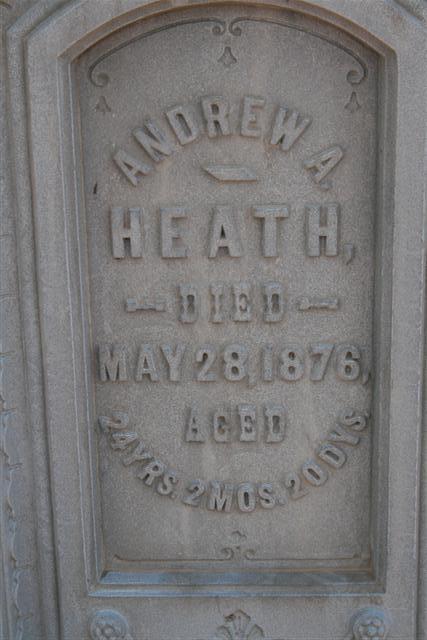 ANDREW A.
HEATH,
DIED
MAY 28, 1876,
AGED
24 YRS. 2 MOS. 20 DYS.